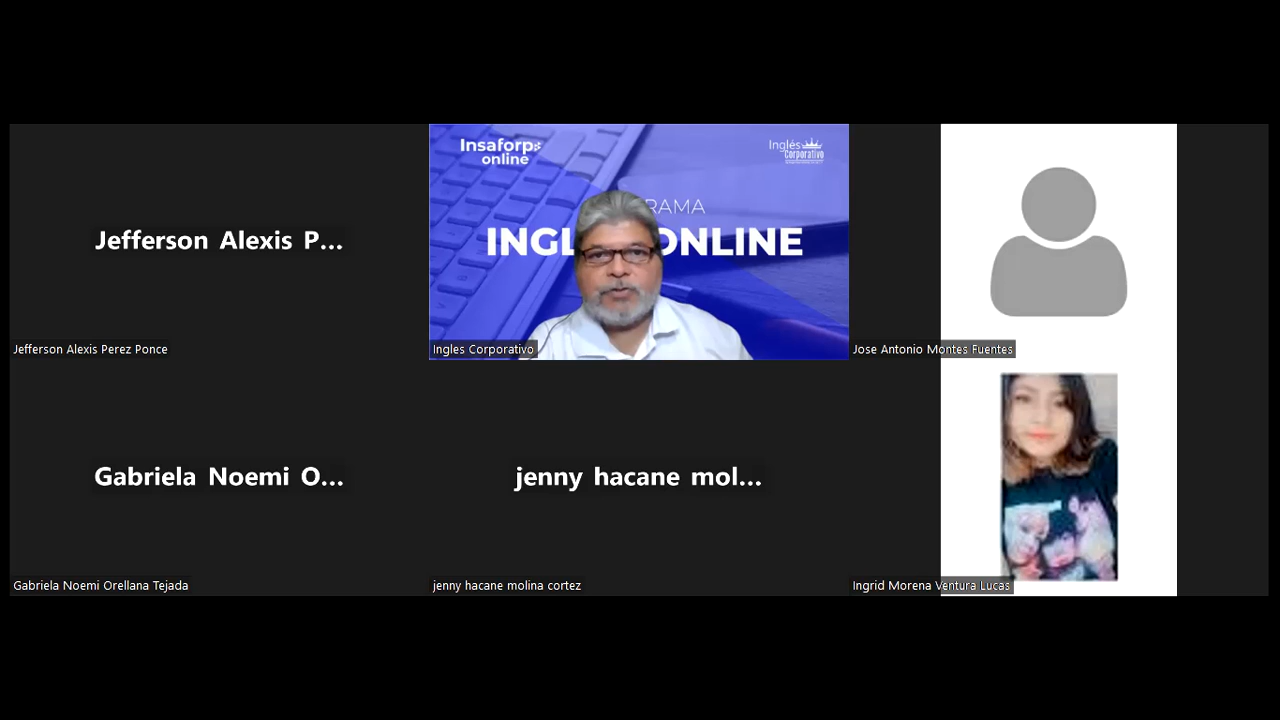 Jefferson Alexis P...
Jefferson Alexis Perez Ponce
Insaforp
online
Inglés
Corporativo
RAMA
INGL ONLINE
Ingles Corporativo
Jose Antonio Montes Fuentes
Gabriela Noemi O...
Gabriela Noemi Orellana Tejada
jenny hacane mol...
jenny hacane molina cortez
Ingrid Morena Ventura Lucas